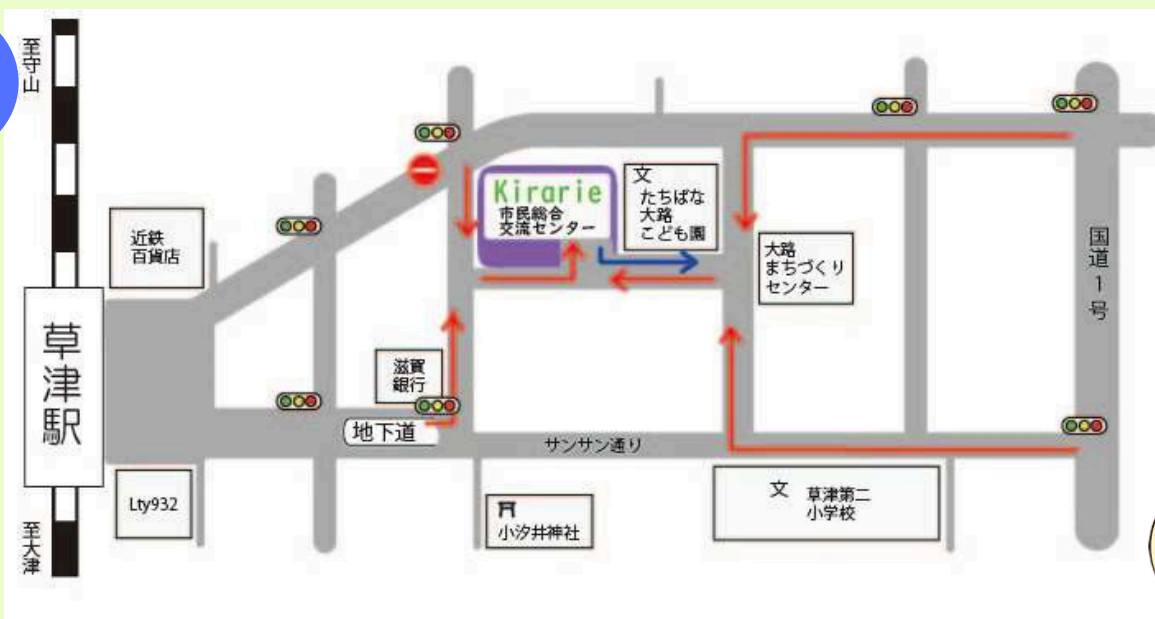 至守山
Kirarie
市民総合
交流センター
文
たちばな
大路
こども園
近鉄
百貨店
大路
まちづくり
センター
国道1号
草津駅
滋賀
銀行
地下道
サンサン通り
Lty932
小汐井神社
文 草津第二
小学校
至大津